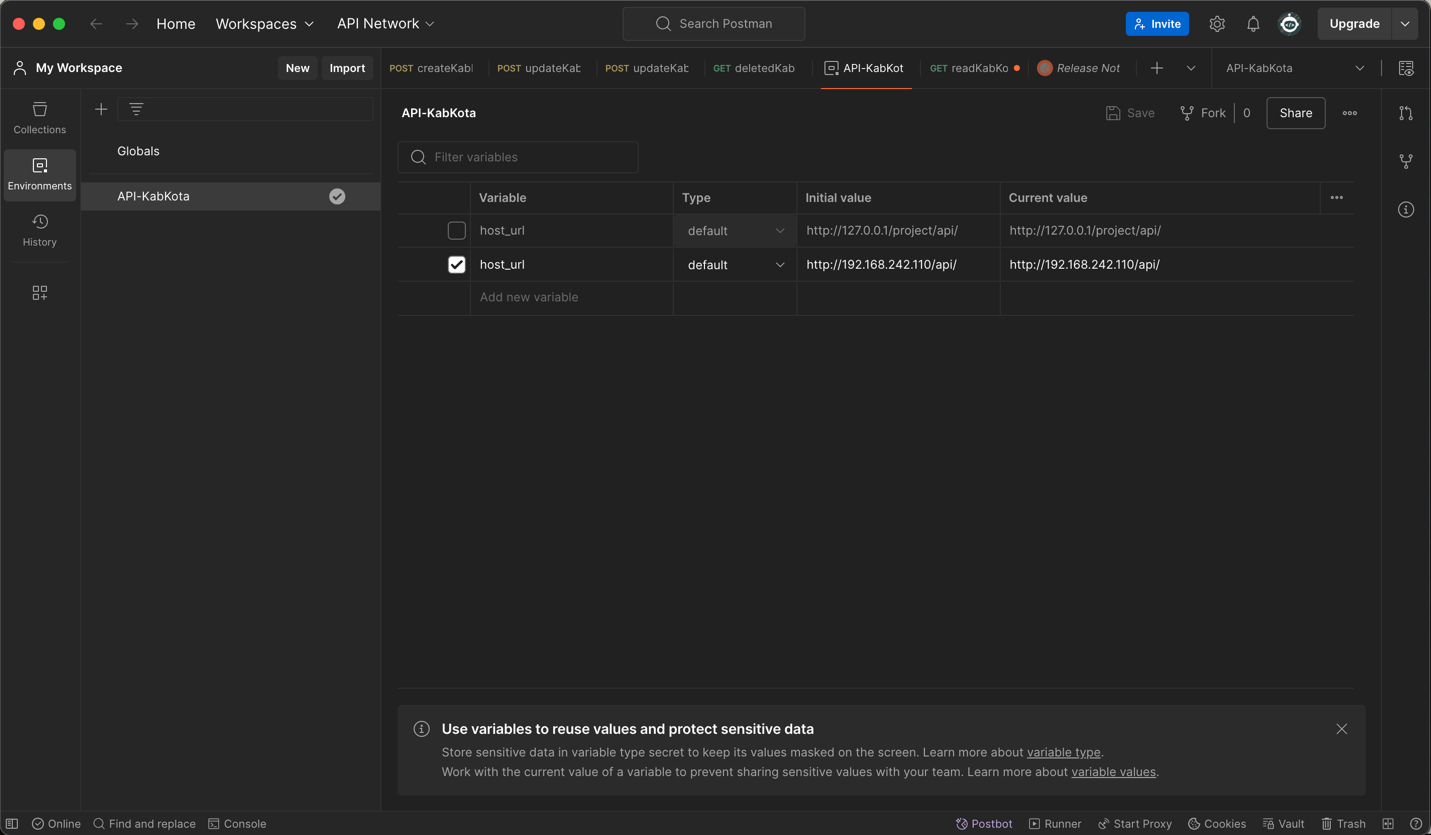 Home Workspaces API Network Search Postman Invite Upgrade
My Workspace New Import POST createKabl POST updateKab POST updateKab GET deletedKab API-KabKot GET readKabKo Release Not API-KabKota
Collections
Environments
History
Globals
API-KabKota
API-KabKota Save Fork 0 Share
Filter variables
Variable Type Initial value Current value
host_url default http://127.0.0.1/project/api/ http://127.0.0.1/project/api/
host_url default http://192.168.242.110/api/ http://192.168.242.110/api/
Add new variable
Use variables to reuse values and protect sensitive data
Store sensitive data in variable type secret to keep its values masked on the screen. Learn more about variable type.
Work with the current value of a variable to prevent sharing sensitive values with your team. Learn more about variable values.
Online Find and replace Console Postbot Runner Start Proxy Cookies Vault Trash